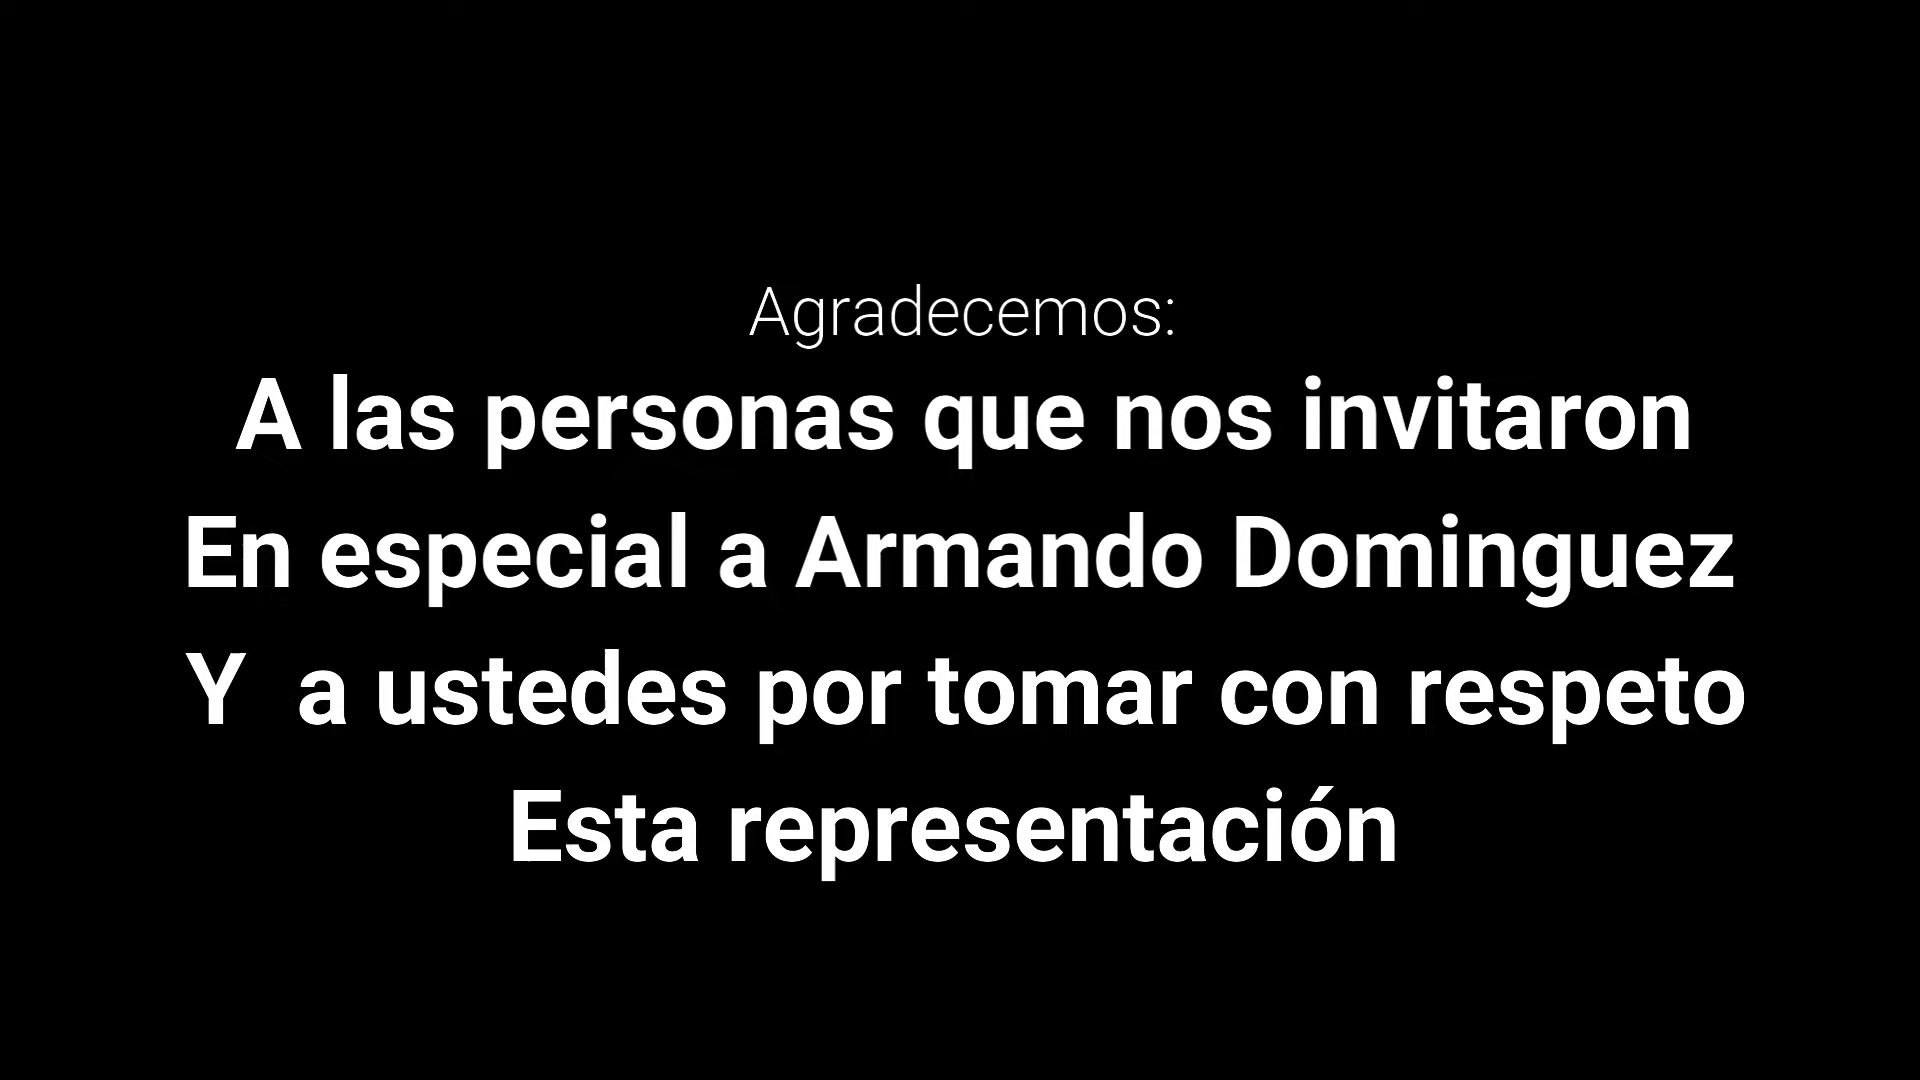 Agradecemos:
A las personas que nos invitaron
En especial a Armando Dominguez
Y  a ustedes por tomar con respeto
Esta representación